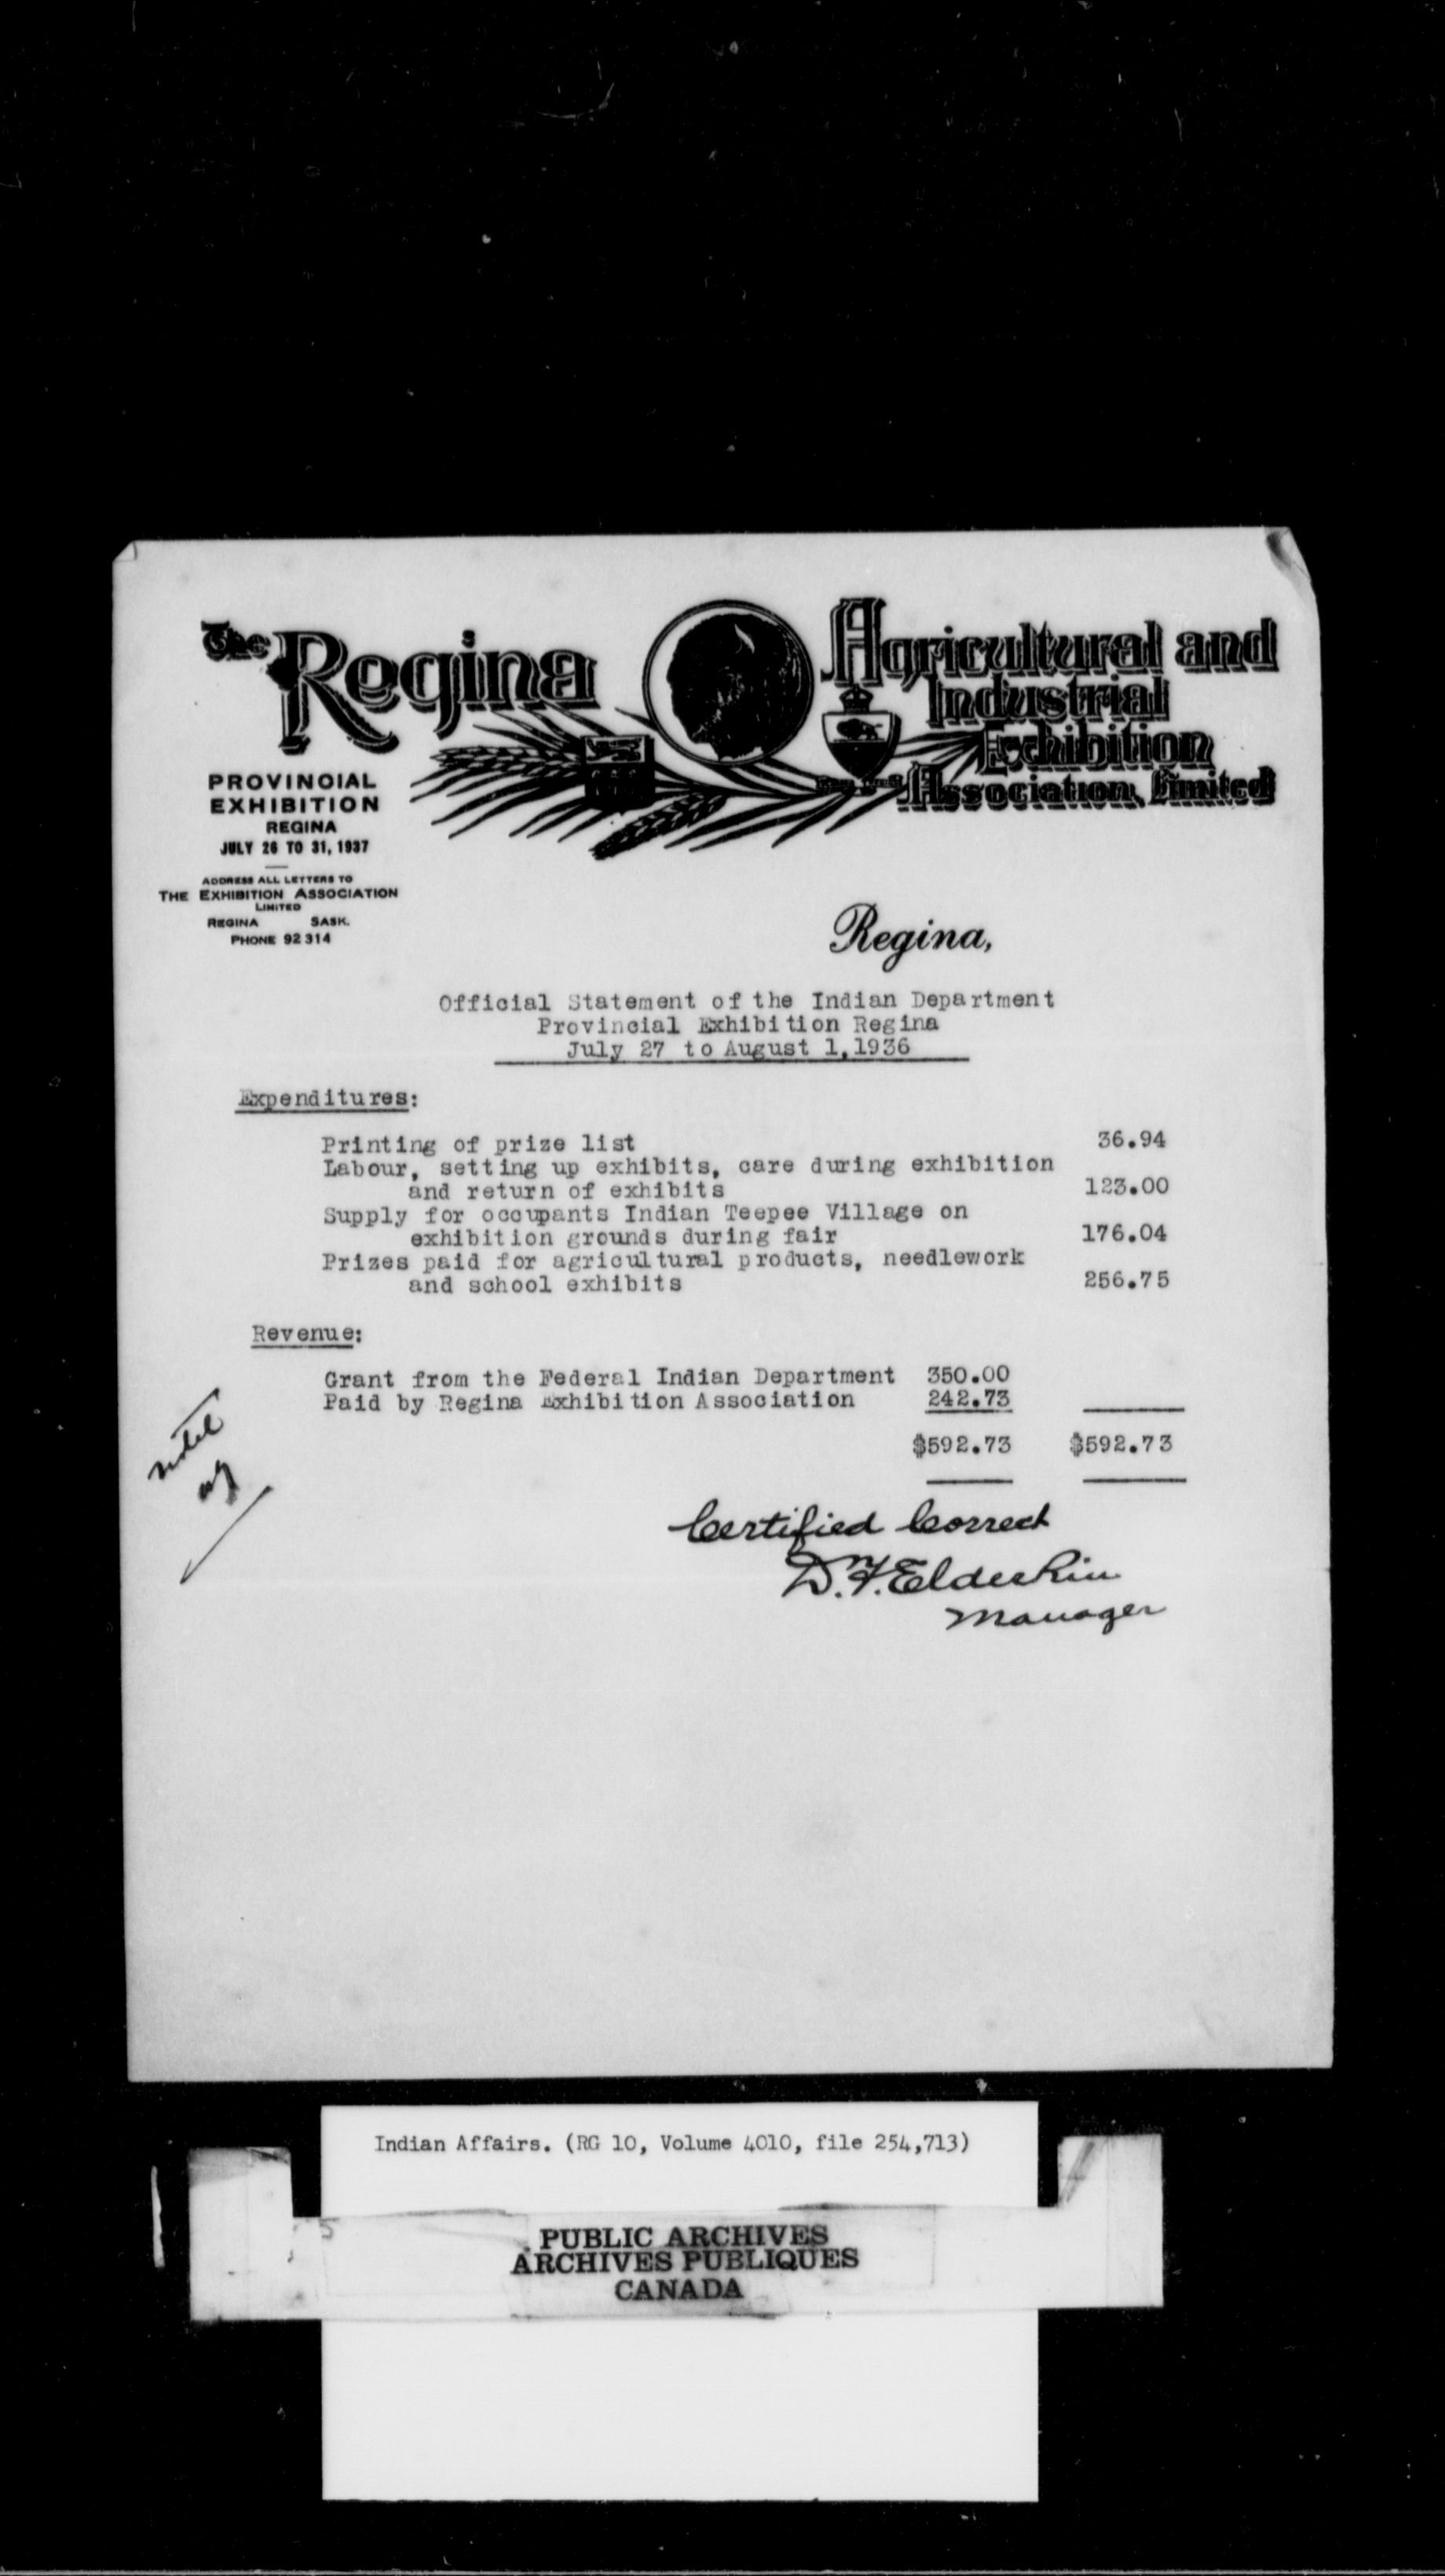 The Regina Agricultural and
Industrial
Exhibition
Association, Limited
PROVINCIAL
EXHIBITION
REGINA
JULY 26 TO 31, 1937
ADDRESS ALL LETTERS TO
THE EXHIBITION ASSOCIATION
LIMITED
REGINA SASK.
PHONE 92 314
Regina,
Official Statement of the Indian Department
Provincial Exhibition Regina
July 27 to August 1, 1936
Expenditures:
Printing of prize list 36.94
Labour, setting up exhibits, care during exhibition
and return of exhibits 123.00
Supply for occupants Indian Teepee Village on
exhibition grounds during fair 176.04
Prizes paid for agricultural products, needlework
and school exhibits 256.75
Revenue:
Grant from the Federal Indian Department 350.00
Paid by Regina Exhibition Association 242.73
$592.73 $592.73
Certified Correct
D.T. Elderkin
Manager
Indian Affairs. (RG 10, Volume 4010, file 254,713)
PUBLIC ARCHIVES
ARCHIVES PUBLIQUES
CANADA